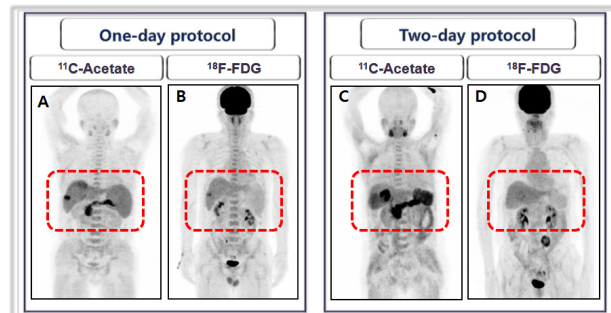 One-day protocol
¹¹C-Acetate
¹⁸F-FDG
A
B
Two-day protocol
¹¹C-Acetate
¹⁸F-FDG
C
D